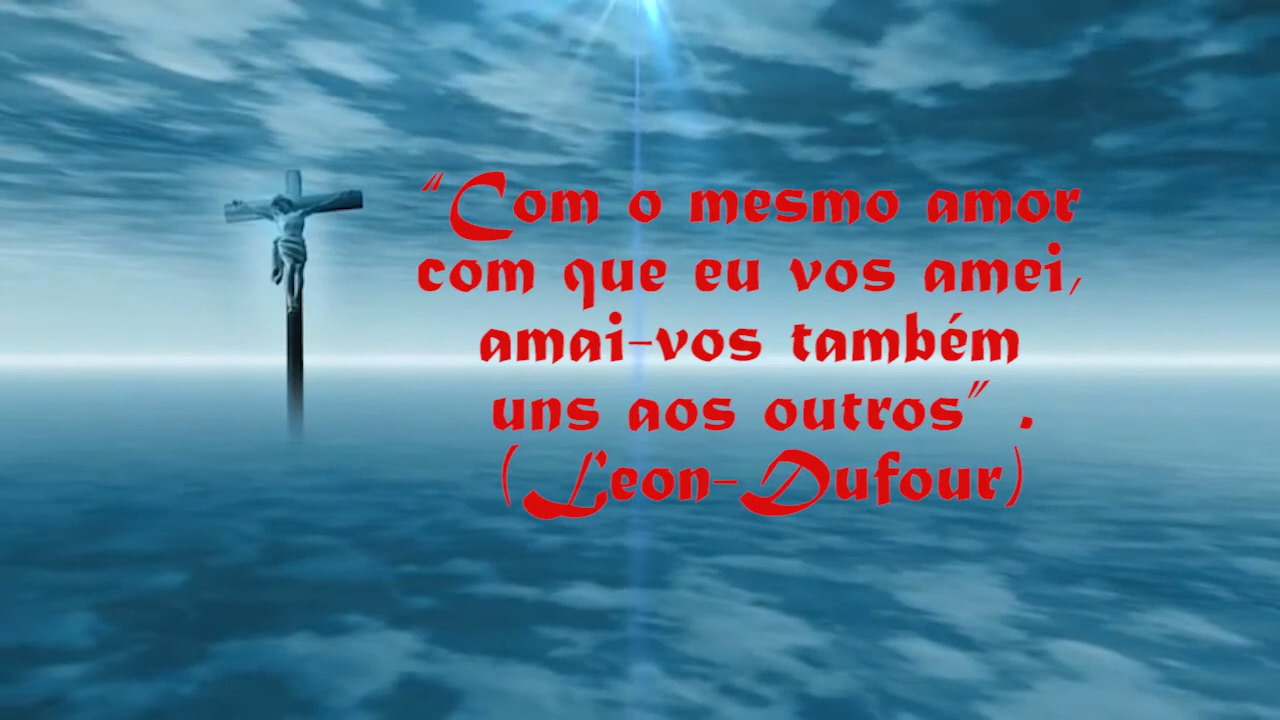 “Com o mesmo amor
com que eu vos amei,
amai-vos também
uns aos outros” .
(Leon-Dufour)